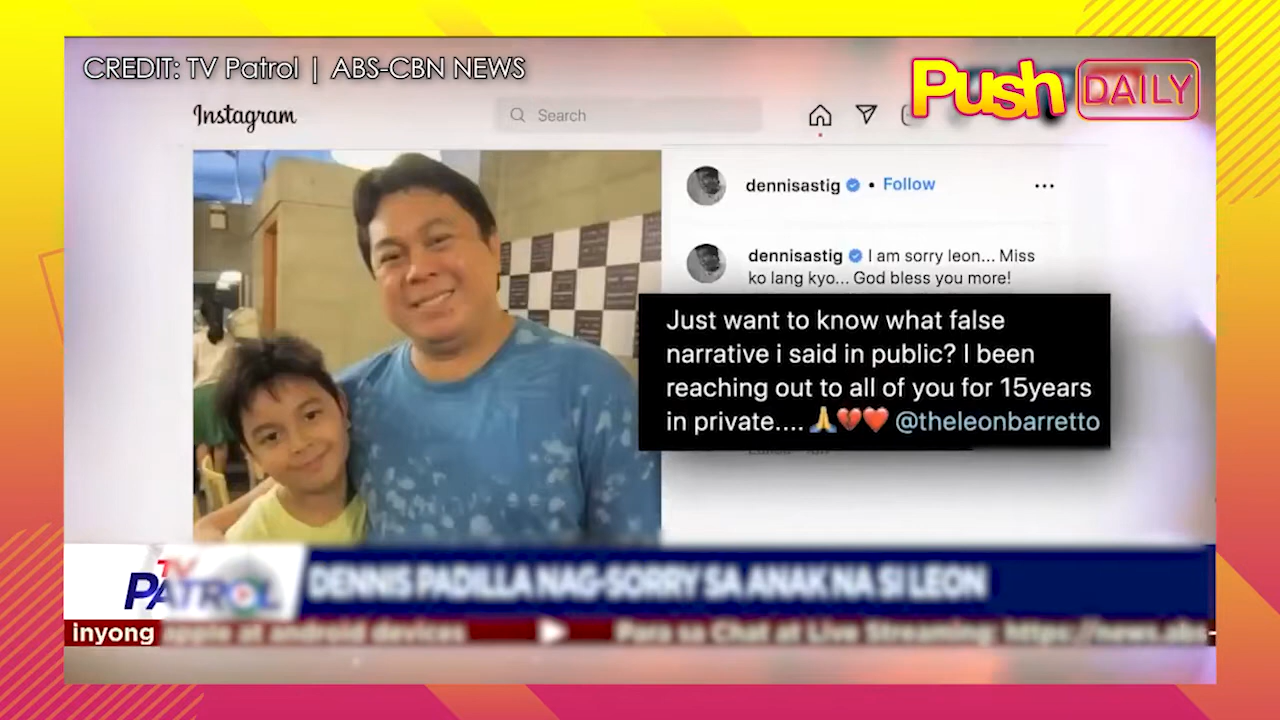 CREDIT: TV Patrol | ABS-CBN NEWS
Push DAILY
Instagram
Search
dennisastig • Follow
dennisastig I am sorry leon... Miss
ko lang kyo... God bless you more!
Just want to know what false
narrative i said in public? I been
reaching out to all of you for 15years
in private.... 🙏💔❤️ @theleonbarretto
TV
PATROL
DENNIS PADILLA NAG-SORRY SA ANAK NA SI LEON
inyong apple at android devices Para sa Chat at Live Streaming: https://news.abs-